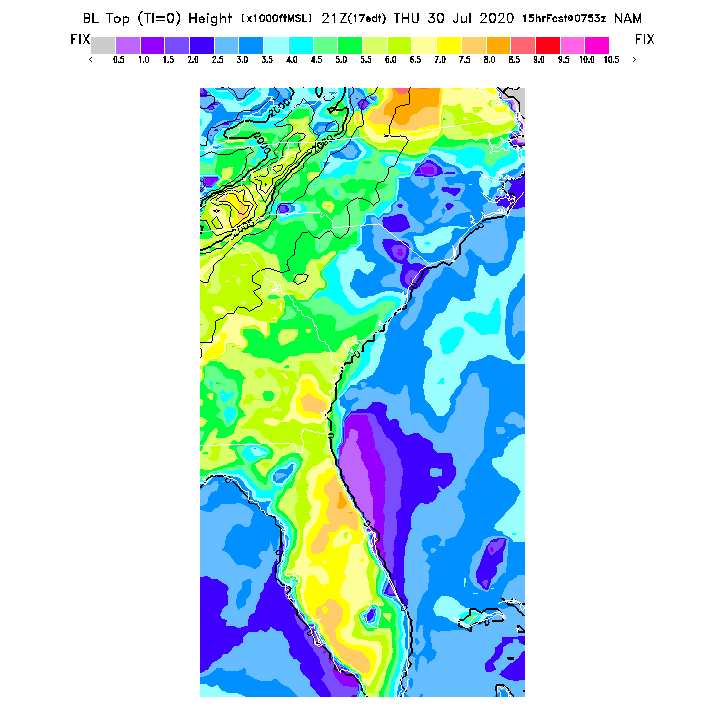 BL Top (TI=0) Height [x1000ftMSL] 21Z(17edt) THU 30 Jul 2020 15hrFcst@0753z NAM
FIX FIX
< 0.5 1.0 1.5 2.0 2.5 3.0 3.5 4.0 4.5 5.0 5.5 6.0 6.5 7.0 7.5 8.0 8.5 9.0 9.5 10.0 10.5 >
2000